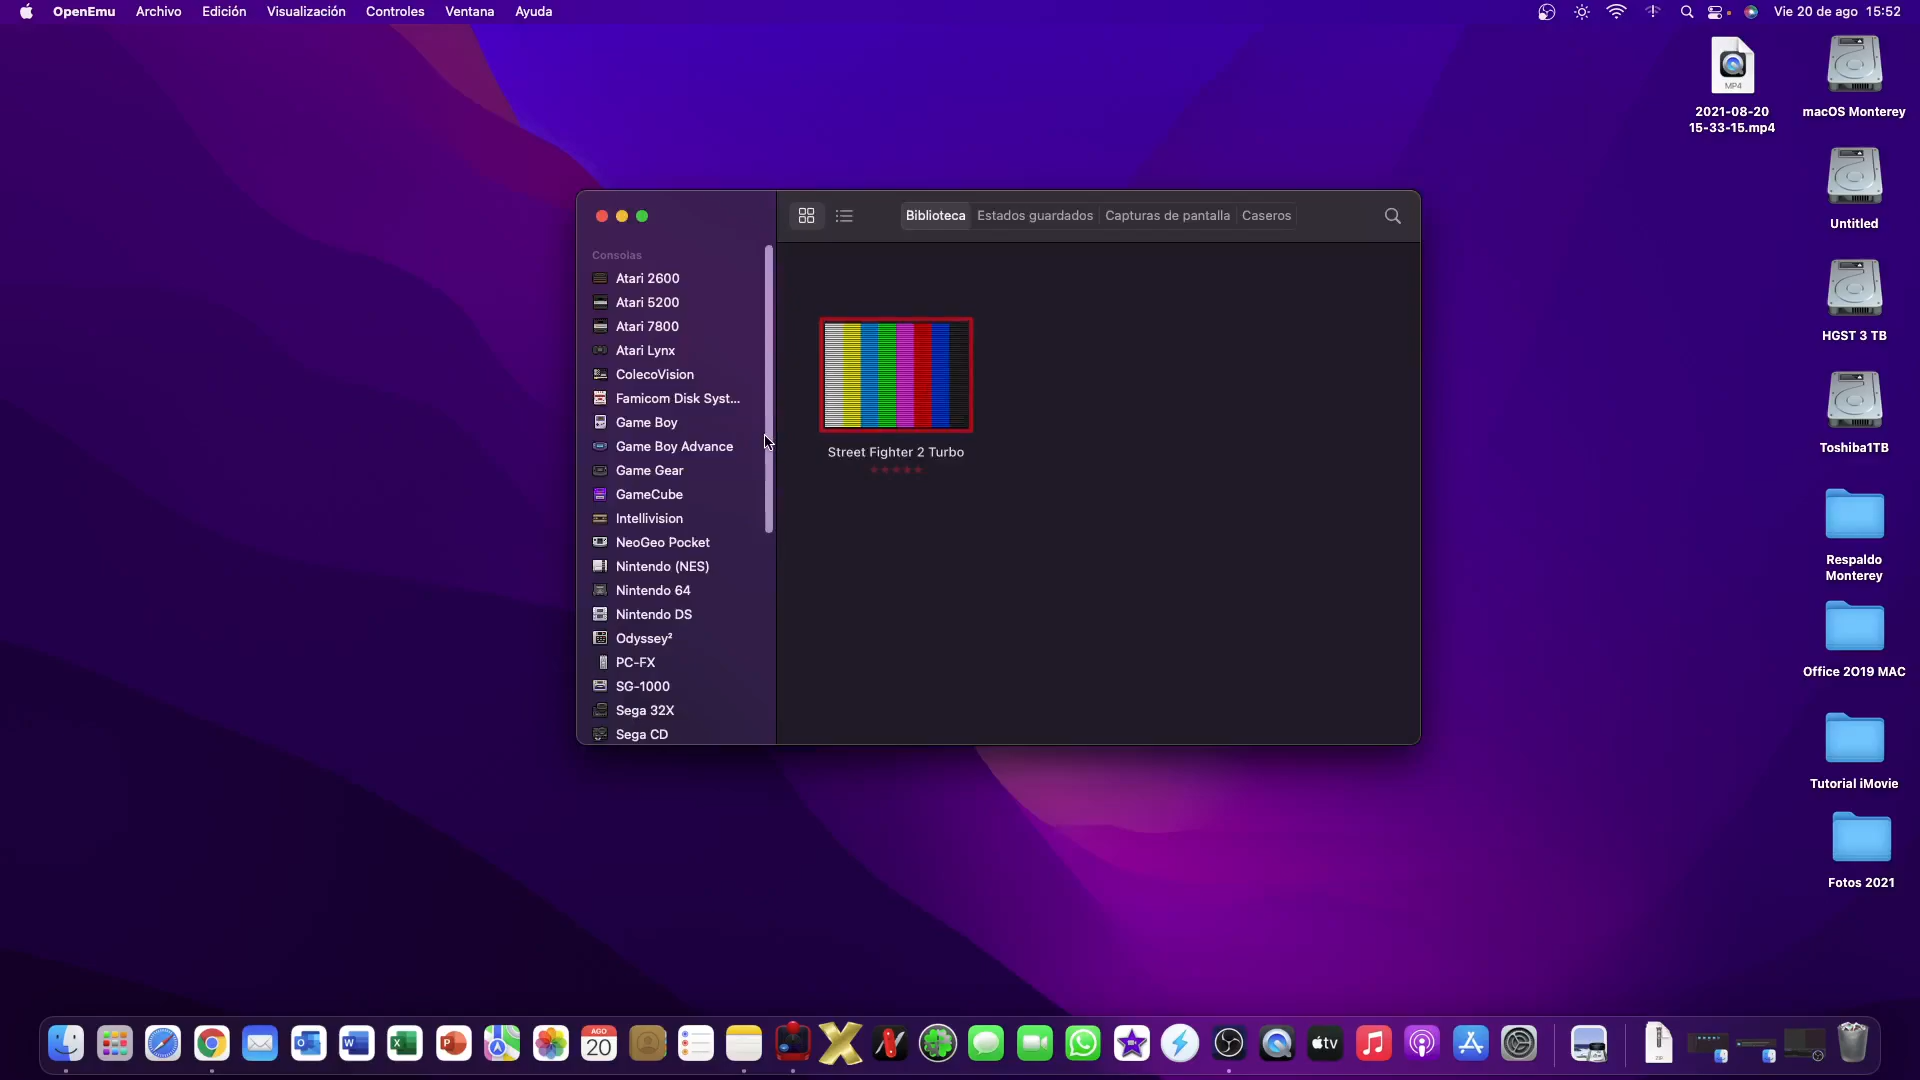 OpenEmu Archivo Edición Visualización Controles Ventana Ayuda
Vie 20 de ago 15:52
MP4
2021-08-20
15-33-15.mp4
macOS Monterey
Untitled
HGST 3 TB
Toshiba1TB
Respaldo
Monterey
Office 2019 MAC
Tutorial iMovie
Fotos 2021
Biblioteca Estados guardados Capturas de pantalla Caseros
Consolas
Atari 2600
Atari 5200
Atari 7800
Atari Lynx
ColecoVision
Famicom Disk Syst...
Game Boy
Game Boy Advance
Game Gear
GameCube
Intellivision
NeoGeo Pocket
Nintendo (NES)
Nintendo 64
Nintendo DS
Odyssey²
PC-FX
SG-1000
Sega 32X
Sega CD
Street Fighter 2 Turbo
AGO
20
tv
ZIP